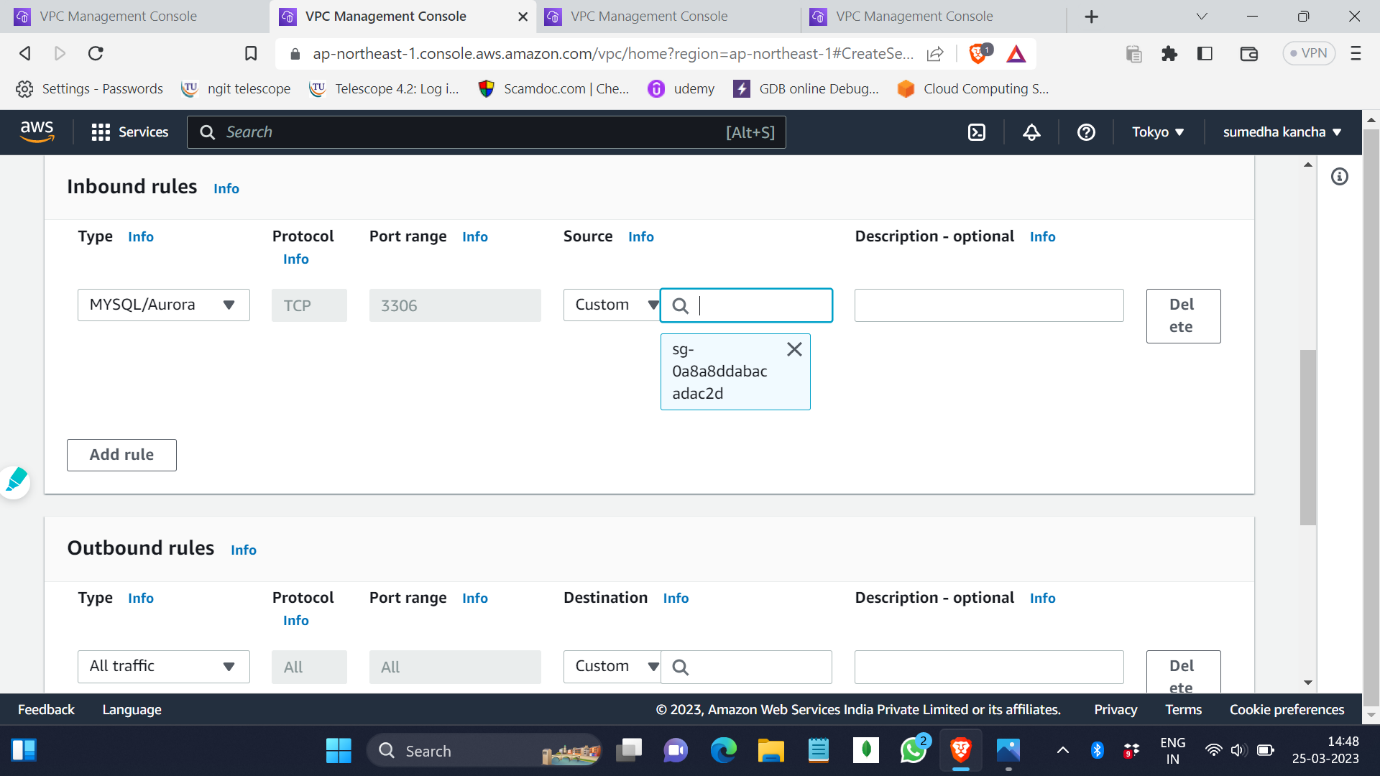 VPC Management Console
VPC Management Console
VPC Management Console
VPC Management Console
ap-northeast-1.console.aws.amazon.com/vpc/home?region=ap-northeast-1#CreateSe...
1
VPN
Settings - Passwords
TU ngit telescope
TU Telescope 4.2: Log i...
Scamdoc.com | Che...
udemy
GDB online Debug...
Cloud Computing S...
aws
Services
Search
[Alt+S]
Tokyo
sumedha kancha
Inbound rules Info
Type Info
Protocol
Info
Port range Info
Source Info
Description - optional Info
MYSQL/Aurora
TCP
3306
Custom
Del
ete
sg-
0a8a8ddabac
adac2d
Add rule
Outbound rules Info
Type Info
Protocol
Info
Port range Info
Destination Info
Description - optional Info
All traffic
All
All
Custom
Del
ete
Feedback
Language
© 2023, Amazon Web Services India Private Limited or its affiliates.
Privacy
Terms
Cookie preferences
Search
2
9
ENG
IN
14:48
25-03-2023